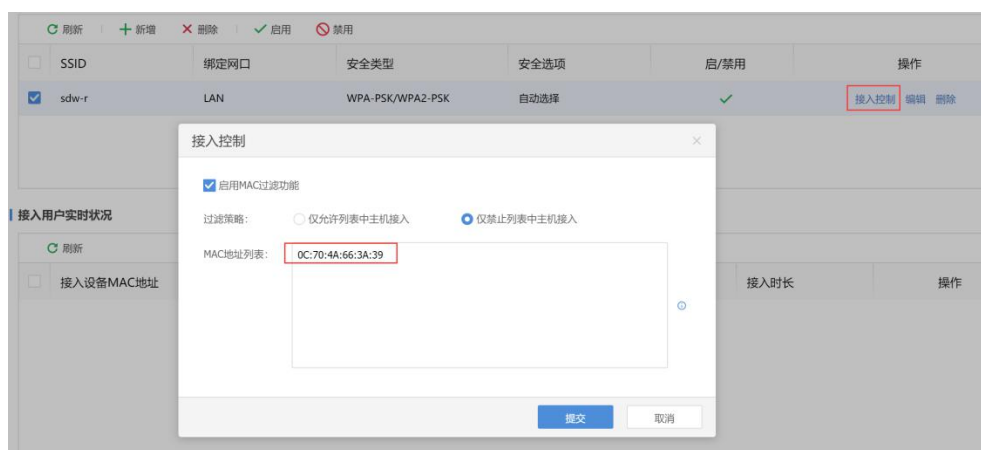 刷新 新增 删除 启用 禁用
SSID 绑定网口 安全类型 安全选项 启/禁用 操作
sdw-r LAN WPA-PSK/WPA2-PSK 自动选择 接入控制 编辑 删除
接入控制
启用MAC过滤功能
接入用户实时状况
过滤策略: 仅允许列表中主机接入 仅禁止列表中主机接入
刷新
MAC地址列表: 0C:70:4A:66:3A:39
接入设备MAC地址 接入时长 操作
提交 取消